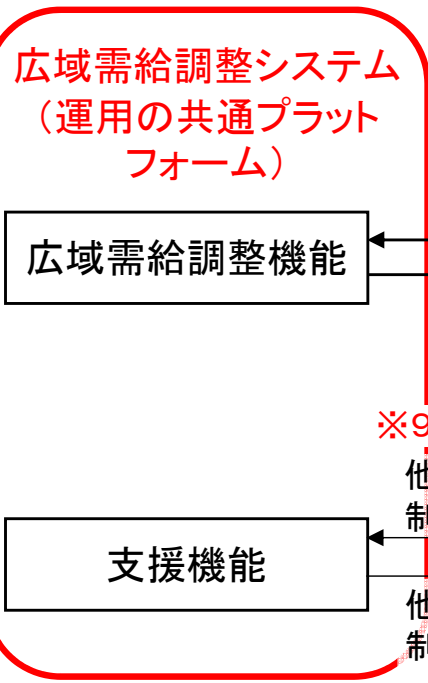 広域需給調整システム
（運用の共通プラット
フォーム）
広域需給調整機能
※9
他
制
支援機能
他
制